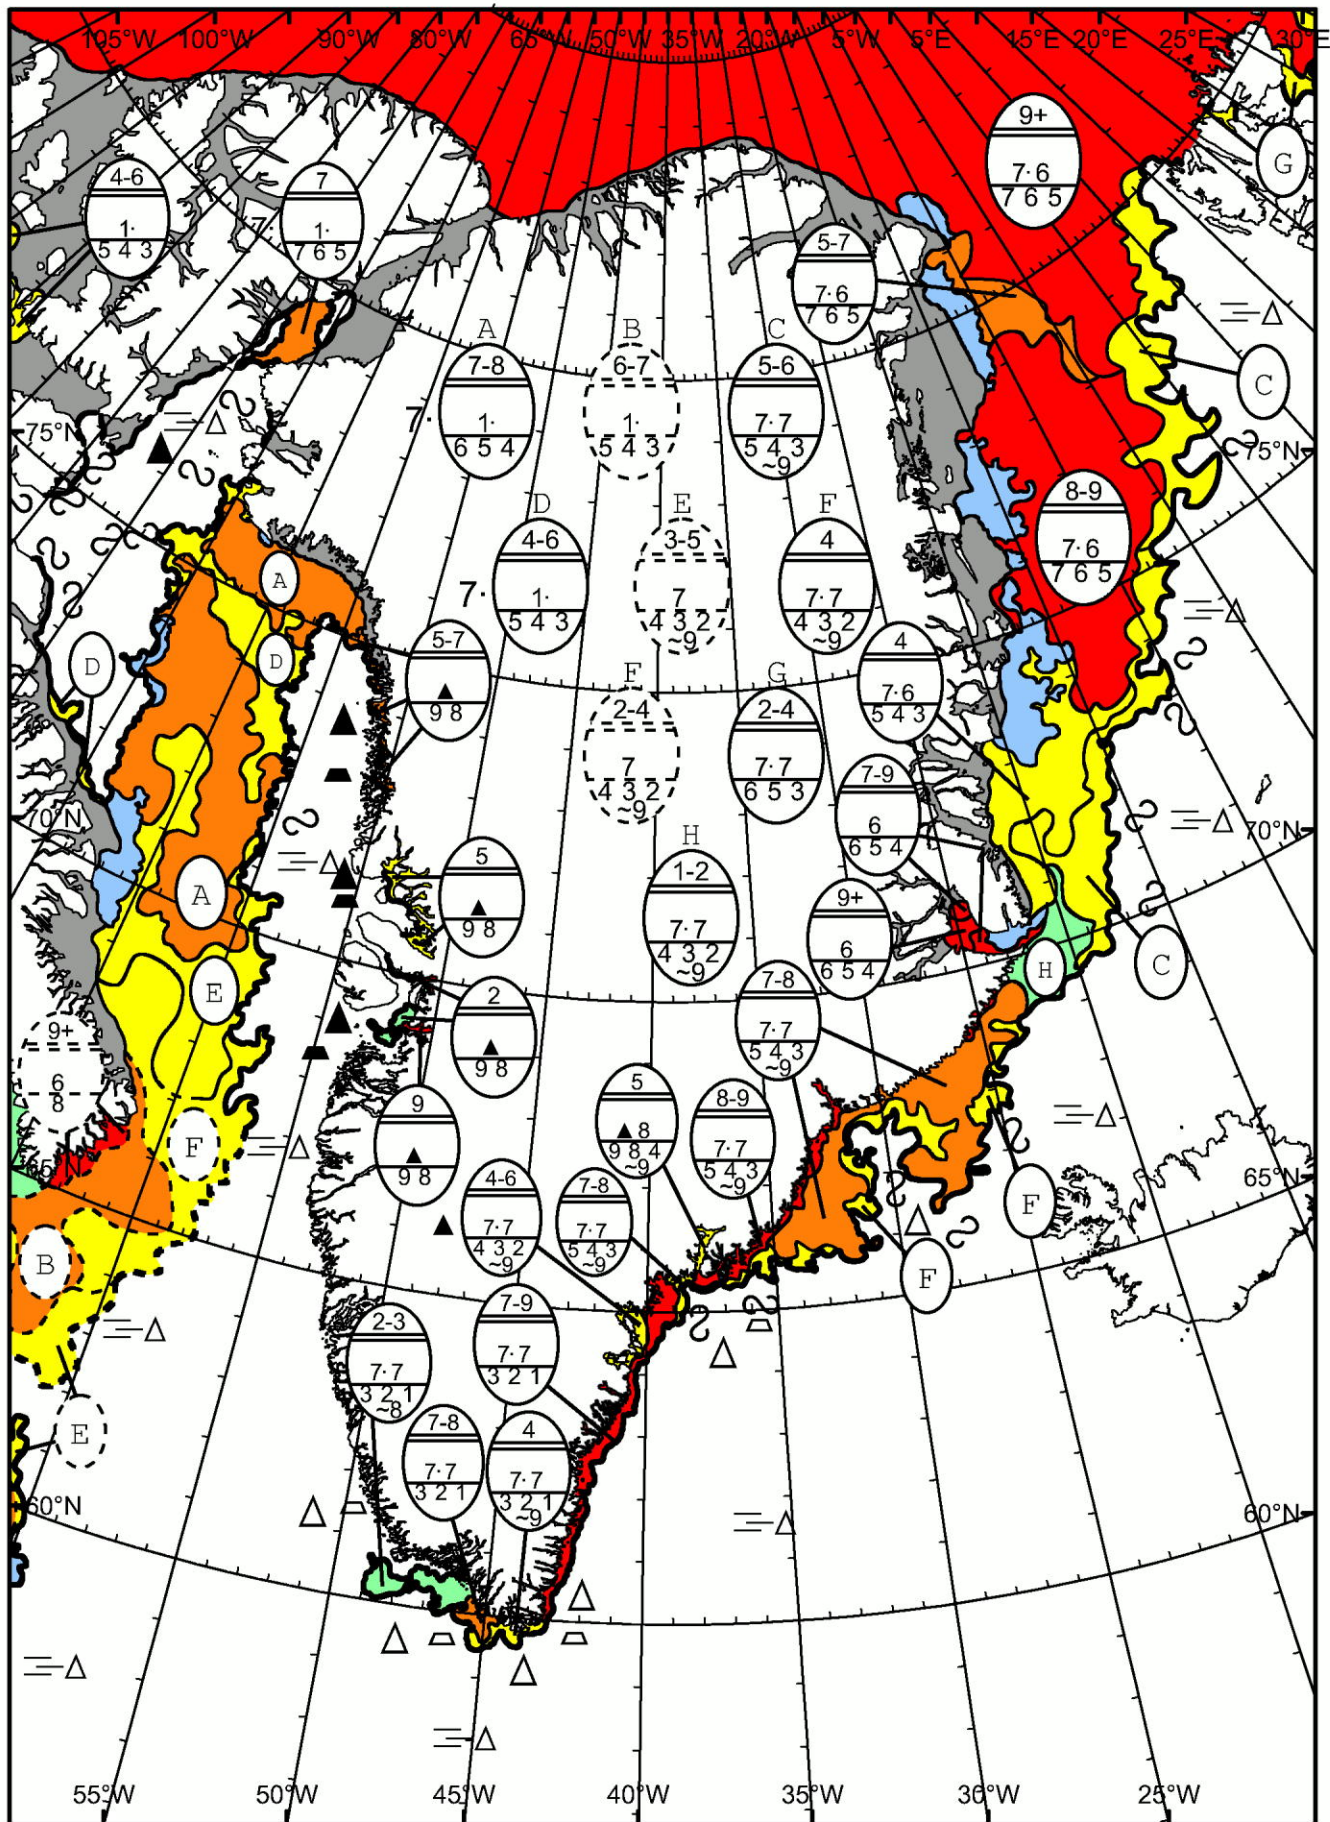 105°W 100°W 90°W 80°W 65°W 50°W 35°W 20°W 5°W 5°E 15°E 20°E 25°E 30°E
9+
7·6
7 6 5
G
4-6
1·
5 4 3
7·
7
1·
7 6 5
5-7
7·6
7 6 5
C
A
7-8
7·
1·
6 5 4
B
6-7
1·
5 4 3
C
5-6
7·7
5 4 3
~9
75°N
75°N
D
4-6
7·
1·
5 4 3
E
3-5
7
4 3 2
~9
F
4
7·7
4 3 2
~9
8-9
7·6
7 6 5
A
D
D
5-7
9 8
4
7·6
5 4 3
F
2-4
7
4 3 2
~9
G
2-4
7·7
6 5 3
7-9
6
6 5 4
70°N
70°N
A
5
9 8
H
1-2
7·7
4 3 2
~9
9+
6
6 5 4
H
C
E
2
9 8
7-8
7·7
5 4 3
~9
9+
6
8
F
9
9 8
5
8
9 8 4
~9
8-9
7·7
5 4 3
~9
65°N
65°N
4-6
7·7
4 3 2
~9
7-8
7·7
5 4 3
~9
F
F
B
2-3
7·7
3 2 1
~8
7-9
7·7
3 2 1
E
7-8
7·7
3 2 1
4
7·7
3 2 1
~9
60°N
60°N
55°W 50°W 45°W 40°W 35°W 30°W 25°W